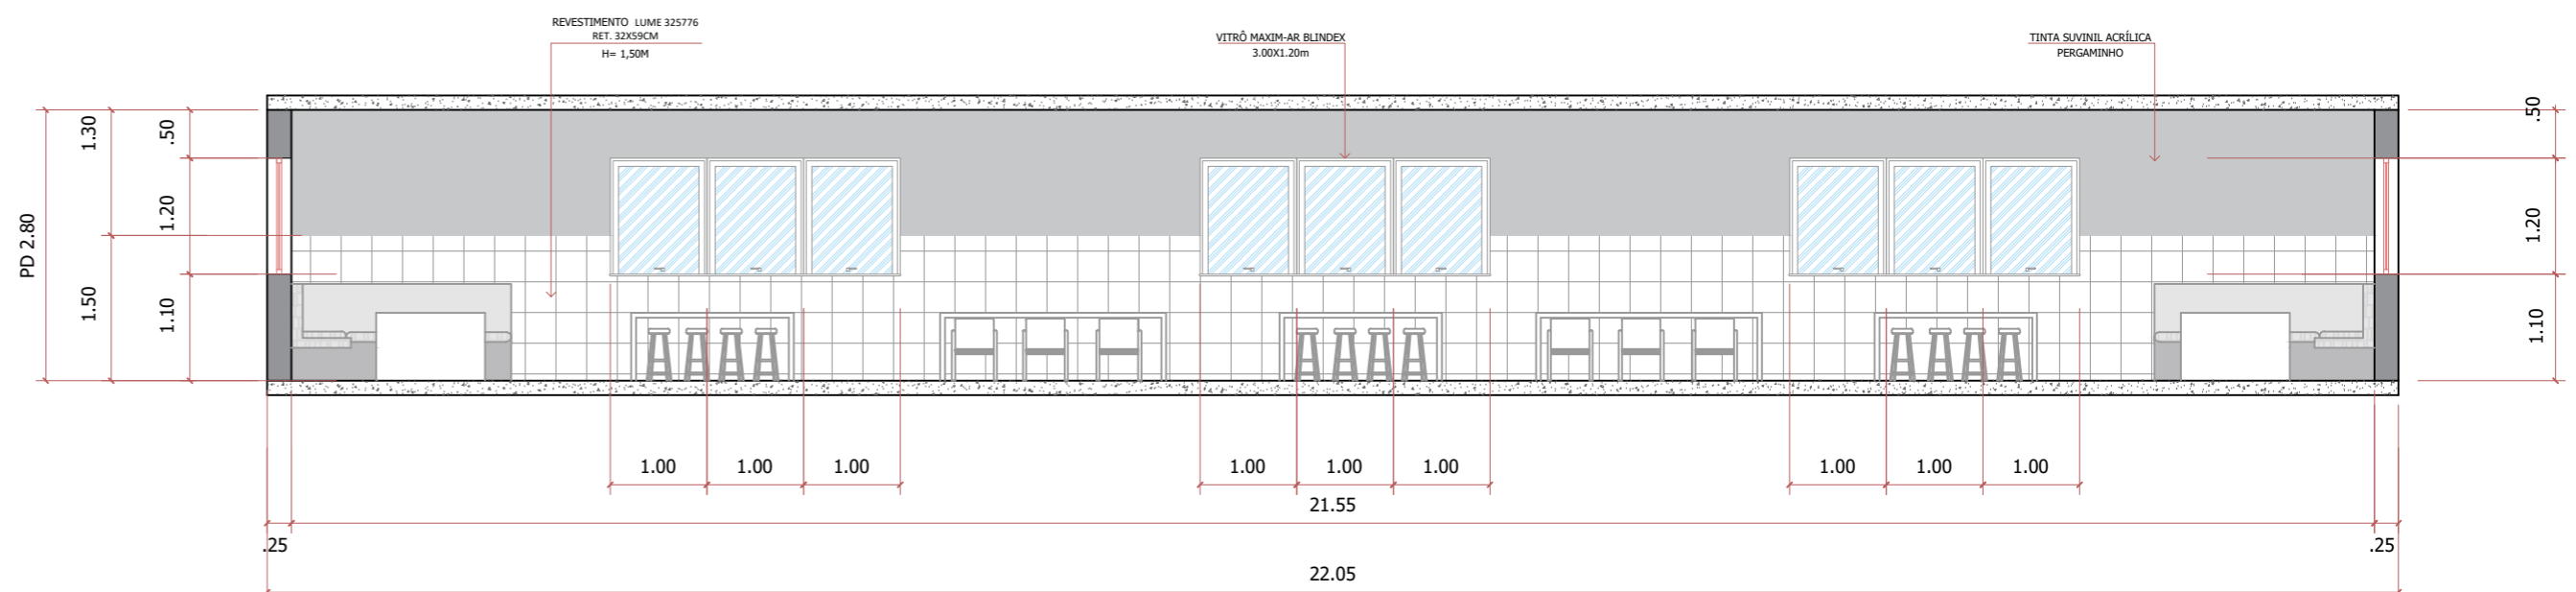 REVESTIMENTO LUME 325776
RET. 32X59CM
H= 1,50M
VITRÔ MAXIM-AR BLINDEX
3.00X1.20m
TINTA SUVINIL ACRÍLICA
PERGAMINHO
PD 2.80
1.30
1.50
.50
1.20
1.10
.50
1.20
1.10
1.00 1.00 1.00
1.00 1.00 1.00
1.00 1.00 1.00
21.55
.25
.25
22.05